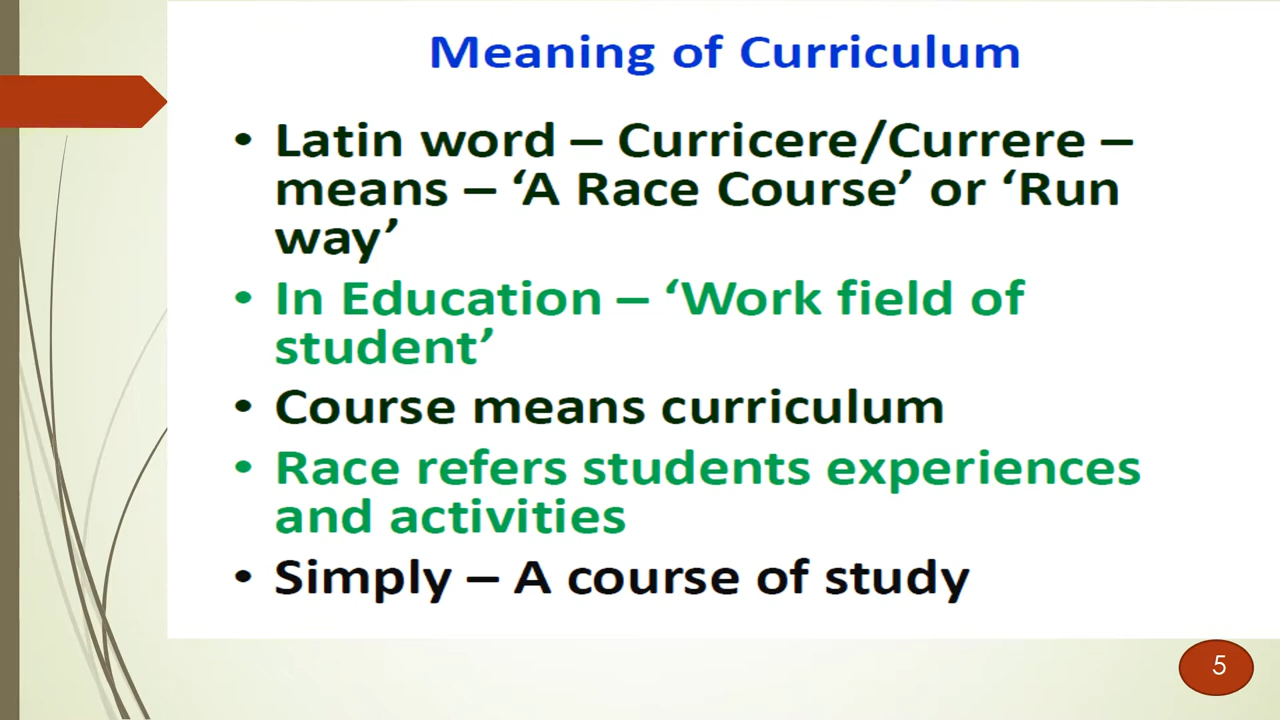 Meaning of Curriculum
• Latin word – Curricere/Currere –
means – ‘A Race Course’ or ‘Run
way’
• In Education – ‘Work field of
student’
• Course means curriculum
• Race refers students experiences
and activities
• Simply – A course of study
5